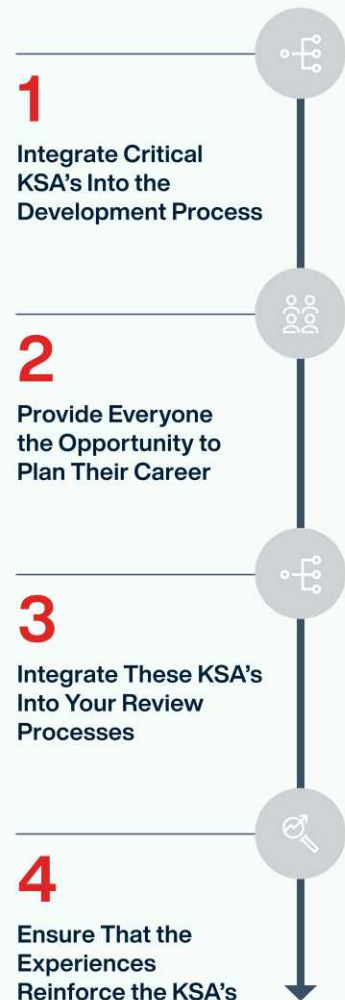 1
Integrate Critical
KSA's Into the
Development Process
2
Provide Everyone
the Opportunity to
Plan Their Career
3
Integrate These KSA's
Into Your Review
Processes
4
Ensure That the
Experiences
Reinforce the KSA's